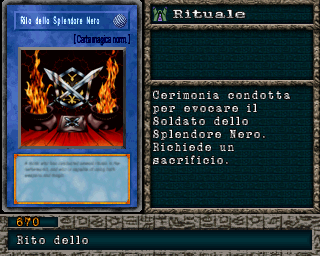 Rito dello Splendore Nero
[Carta magica norm.]
Rituale
Cerimonia condotta
per evocare il
Soldato dello
Splendore Nero.
Richiede un
sacrificio.
670
Rito dello